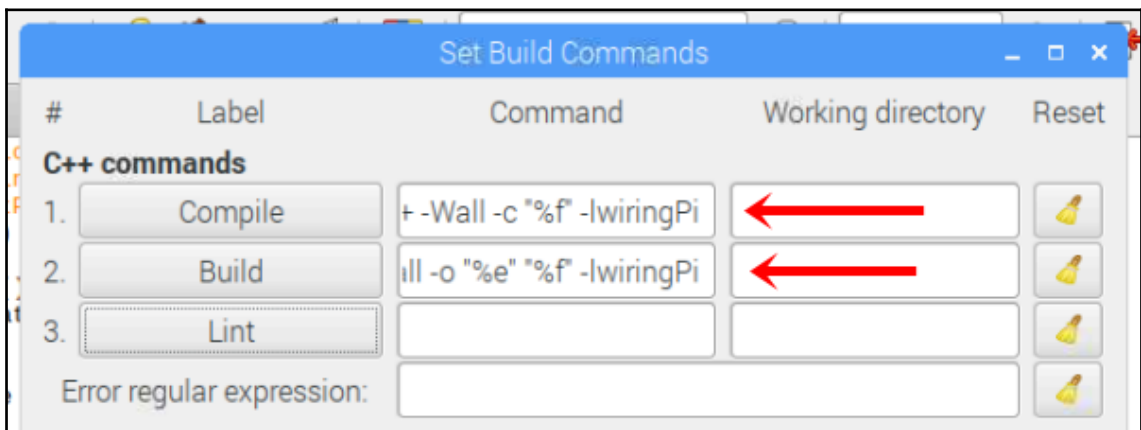 Set Build Commands
# Label Command Working directory Reset
C++ commands
1. Compile + -Wall -c "%f" -lwiringPi
2. Build all -o "%e" "%f" -lwiringPi
3. Lint
Error regular expression: